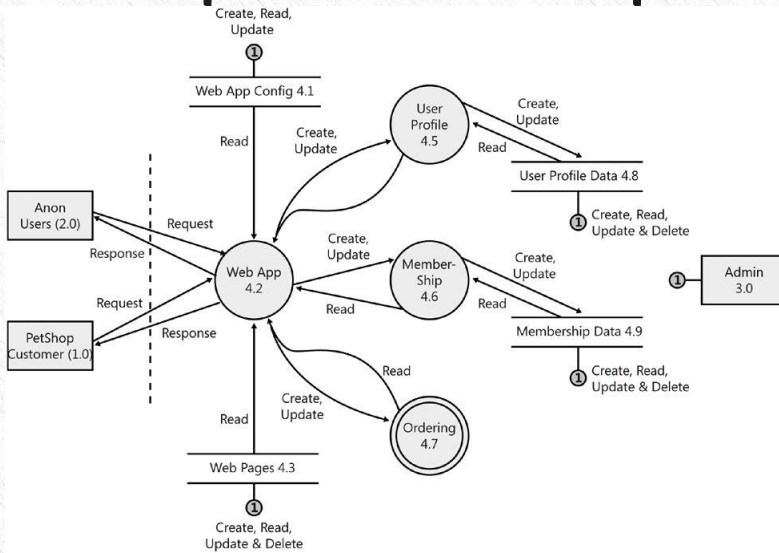 Create, Read,
Update
1
Web App Config 4.1
Read
Create,
Update
User
Profile
4.5
Create,
Update
Read
User Profile Data 4.8
1
Create, Read,
Update & Delete
Anon
Users (2.0)
Request
Response
Web App
4.2
Create,
Update
Read
Member-
Ship
4.6
Create,
Update
Read
Membership Data 4.9
1
Create, Read,
Update & Delete
1
Admin
3.0
PetShop
Customer (1.0)
Request
Response
Read
Create,
Update
Read
Ordering
4.7
Web Pages 4.3
1
Create, Read,
Update & Delete